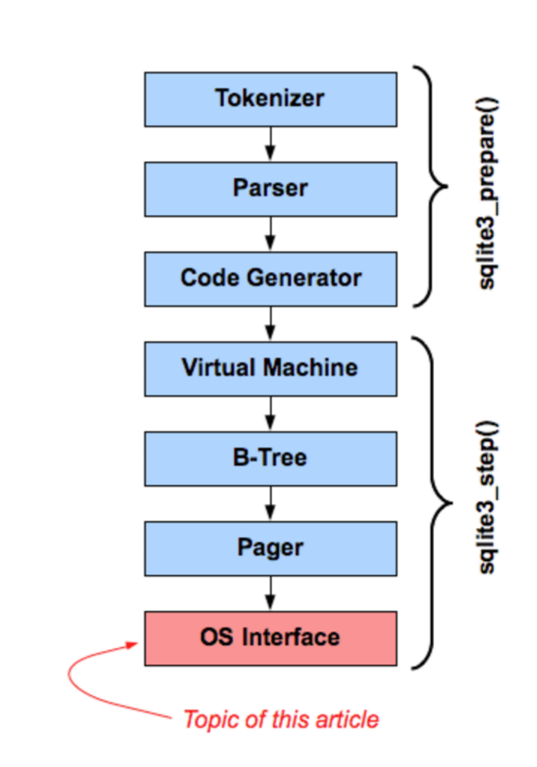 Tokenizer
Parser
Code Generator
sqlite3_prepare()
Virtual Machine
B-Tree
Pager
OS Interface
sqlite3_step()
Topic of this article